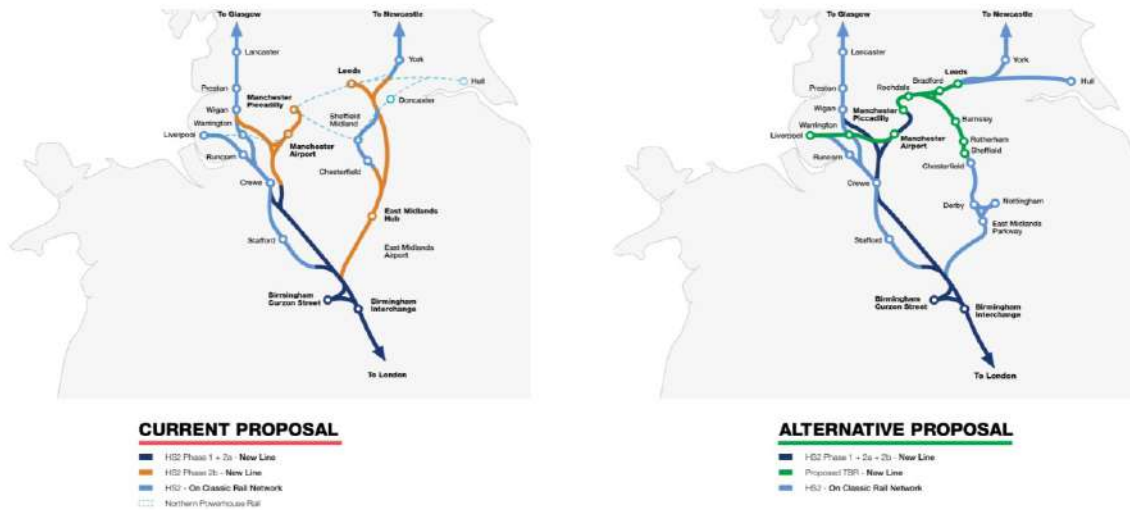 To Glasgow
To Newcastle
Lancaster
York
Leeds
Hull
Preston
Manchester
Piccadilly
Doncaster
Wigan
Sheffield
Midland
Warrington
Liverpool
Manchester
Airport
Runcorn
Chesterfield
Crewe
East Midlands
Hub
Stafford
East Midlands
Airport
Birmingham
Curzon Street
Birmingham
Interchange
To London
CURRENT PROPOSAL
HS2 Phase 1 + 2a - New Line
HS2 Phase 2b - New Line
HS2 - On Classic Rail Network
Northern Powerhouse Rail
To Glasgow
To Newcastle
Lancaster
York
Leeds
Bradford
Hull
Rochdale
Preston
Manchester
Piccadilly
Wigan
Barnsley
Warrington
Liverpool
Manchester
Airport
Rotherham
Sheffield
Runcorn
Chesterfield
Crewe
Derby
Nottingham
East Midlands
Parkway
Stafford
Birmingham
Curzon Street
Birmingham
Interchange
To London
ALTERNATIVE PROPOSAL
HS2 Phase 1 + 2a + 2b - New Line
Proposed TBR - New Line
HS2 - On Classic Rail Network